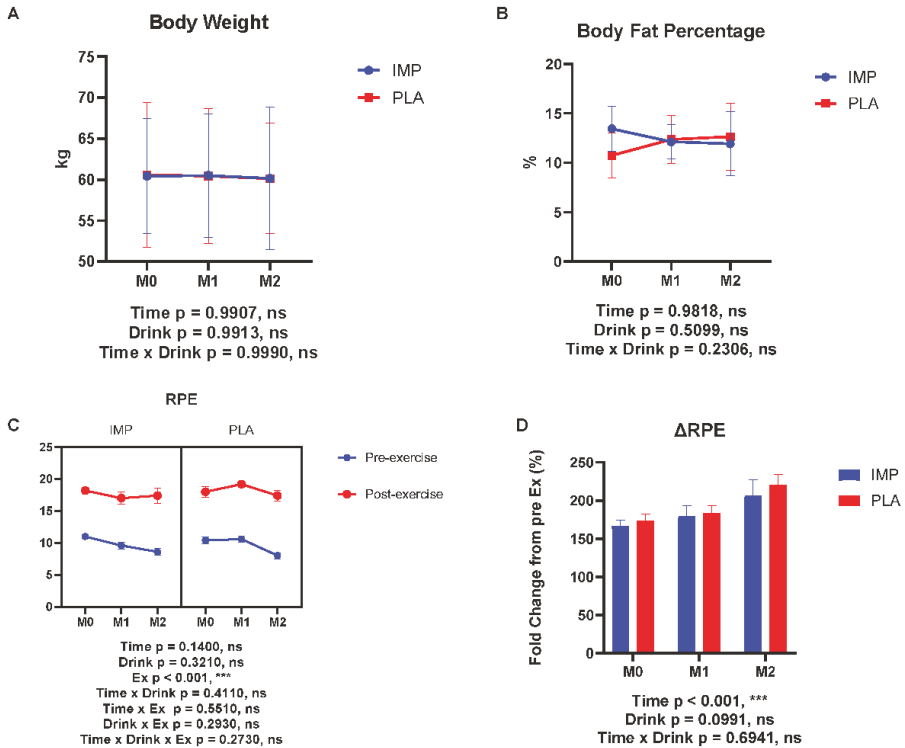 A
Body Weight
75
70
65
60
55
50
kg
M0
M1
M2
IMP
PLA
Time p = 0.9907, ns
Drink p = 0.9913, ns
Time x Drink p = 0.9990, ns
B
Body Fat Percentage
20
15
10
5
0
%
M0
M1
M2
IMP
PLA
Time p = 0.9818, ns
Drink p = 0.5099, ns
Time x Drink p = 0.2306, ns
C
RPE
IMP
PLA
25
20
15
10
5
0
M0 M1 M2
M0 M1 M2
Pre-exercise
Post-exercise
Time p = 0.1400, ns
Drink p = 0.3210, ns
Ex p < 0.001, ***
Time x Drink p = 0.4110, ns
Time x Ex p = 0.5510, ns
Drink x Ex p = 0.2930, ns
Time x Drink x Ex p = 0.2730, ns
D
ΔRPE
Fold Change from pre Ex (%)
250
200
150
100
50
0
M0
M1
M2
IMP
PLA
Time p < 0.001, ***
Drink p = 0.0991, ns
Time x Drink p = 0.6941, ns